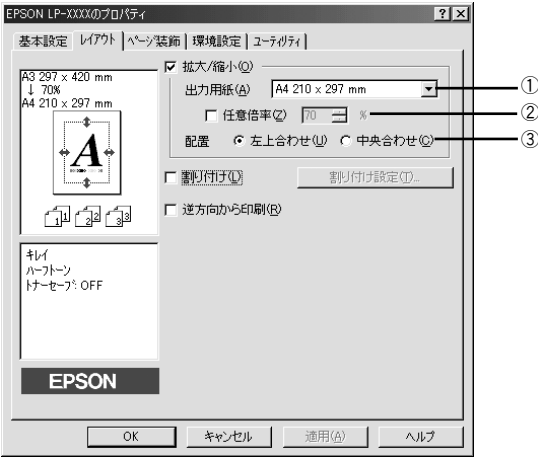 EPSON LP-XXXXのプロパティ
基本設定 レイアウト ページ装飾 環境設定 ユーティリティ
A3 297 x 420 mm
↓ 70%
A4 210 x 297 mm
A
1 1 2 2 3 3
キレイ
ハーフトーン
トナーセーブ: OFF
EPSON
拡大/縮小(O)
出力用紙(A) A4 210 x 297 mm ①
任意倍率(Z) 70 % ②
配置 左上合わせ(U) 中央合わせ(C) ③
割り付け(L) 割り付け設定(T)...
逆方向から印刷(R)
OK キャンセル 適用(A) ヘルプ